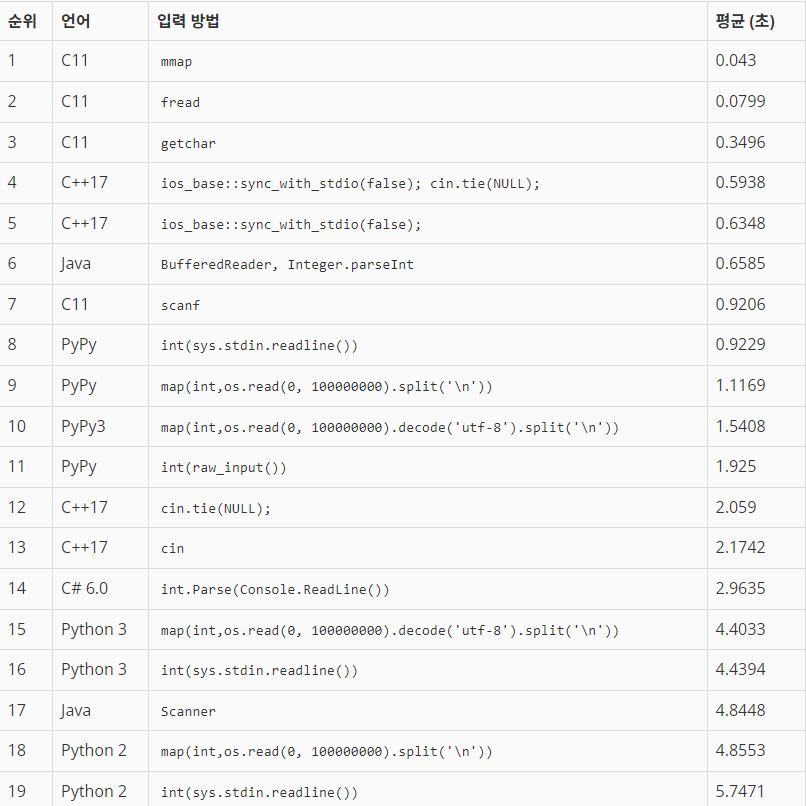 순위 언어 입력 방법 평균 (초)
1 C11 mmap 0.043
2 C11 fread 0.0799
3 C11 getchar 0.3496
4 C++17 ios_base::sync_with_stdio(false); cin.tie(NULL); 0.5938
5 C++17 ios_base::sync_with_stdio(false); 0.6348
6 Java BufferedReader, Integer.parseInt 0.6585
7 C11 scanf 0.9206
8 PyPy int(sys.stdin.readline()) 0.9229
9 PyPy map(int,os.read(0, 100000000).split('\n')) 1.1169
10 PyPy3 map(int,os.read(0, 100000000).decode('utf-8').split('\n')) 1.5408
11 PyPy int(raw_input()) 1.925
12 C++17 cin.tie(NULL); 2.059
13 C++17 cin 2.1742
14 C# 6.0 int.Parse(Console.ReadLine()) 2.9635
15 Python 3 map(int,os.read(0, 100000000).decode('utf-8').split('\n')) 4.4033
16 Python 3 int(sys.stdin.readline()) 4.4394
17 Java Scanner 4.8448
18 Python 2 map(int,os.read(0, 100000000).split('\n')) 4.8553
19 Python 2 int(sys.stdin.readline()) 5.7471